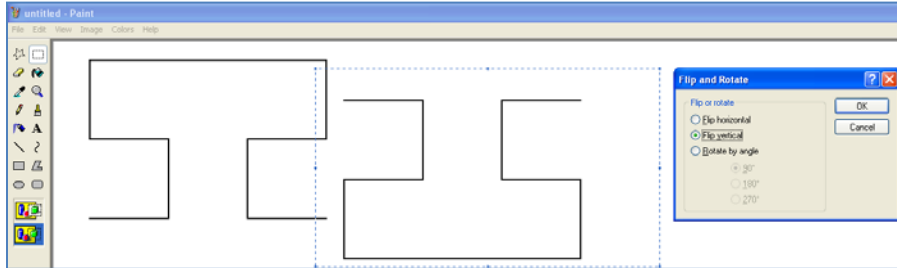 untitled - Paint
File Edit View Image Colors Help
A
Flip and Rotate
?
X
Flip or rotate
Flip horizontal
Flip vertical
Rotate by angle
90°
180°
270°
OK
Cancel